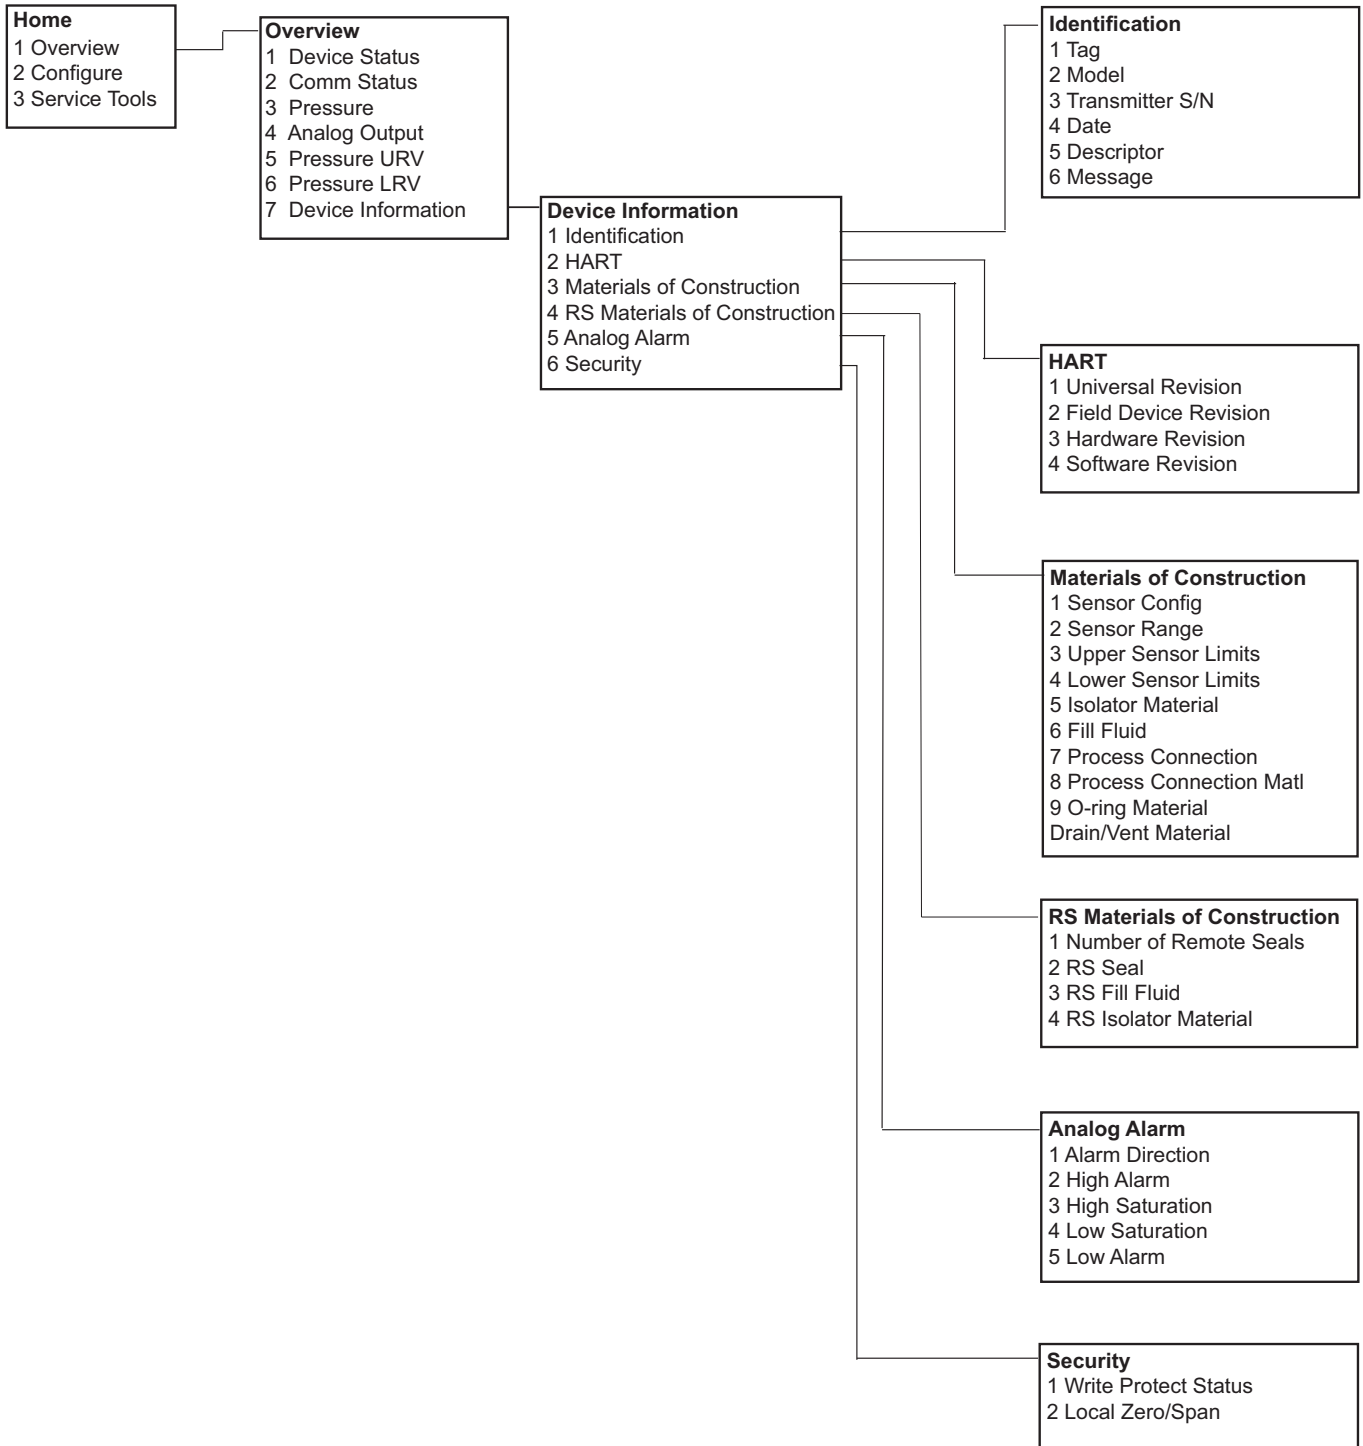 Home
1 Overview
2 Configure
3 Service Tools
Overview
1 Device Status
2 Comm Status
3 Pressure
4 Analog Output
5 Pressure URV
6 Pressure LRV
7 Device Information
Device Information
1 Identification
2 HART
3 Materials of Construction
4 RS Materials of Construction
5 Analog Alarm
6 Security
Identification
1 Tag
2 Model
3 Transmitter S/N
4 Date
5 Descriptor
6 Message
HART
1 Universal Revision
2 Field Device Revision
3 Hardware Revision
4 Software Revision
Materials of Construction
1 Sensor Config
2 Sensor Range
3 Upper Sensor Limits
4 Lower Sensor Limits
5 Isolator Material
6 Fill Fluid
7 Process Connection
8 Process Connection Matl
9 O-ring Material
Drain/Vent Material
RS Materials of Construction
1 Number of Remote Seals
2 RS Seal
3 RS Fill Fluid
4 RS Isolator Material
Analog Alarm
1 Alarm Direction
2 High Alarm
3 High Saturation
4 Low Saturation
5 Low Alarm
Security
1 Write Protect Status
2 Local Zero/Span